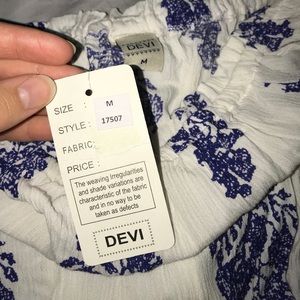 DEVI
M
SIZE : M
STYLE : 17507
FABRIC:
PRICE :
The weaving Irregularities
and shade variations are
characteristic of the fabric
and in no way to be
taken as defects
DEVI